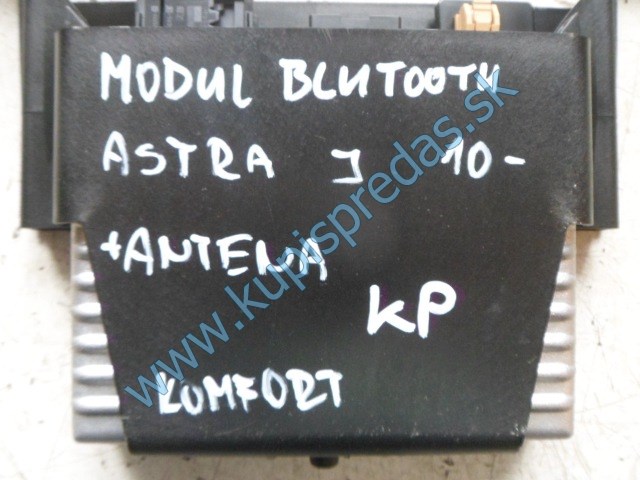 MODUL BLUTOOTH
ASTRA J 10-
+ANTENA
KP
KOMFORT
www.kupispredas.sk